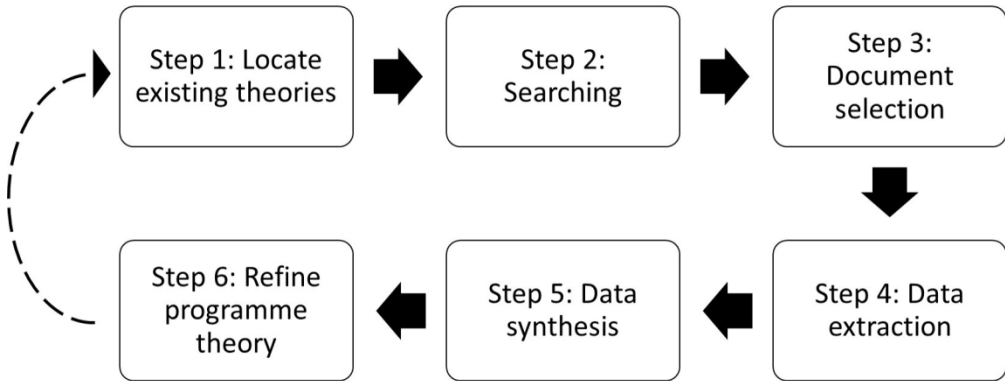 Step 1: Locate
existing theories
Step 2:
Searching
Step 3:
Document
selection
Step 4: Data
extraction
Step 5: Data
synthesis
Step 6: Refine
programme
theory